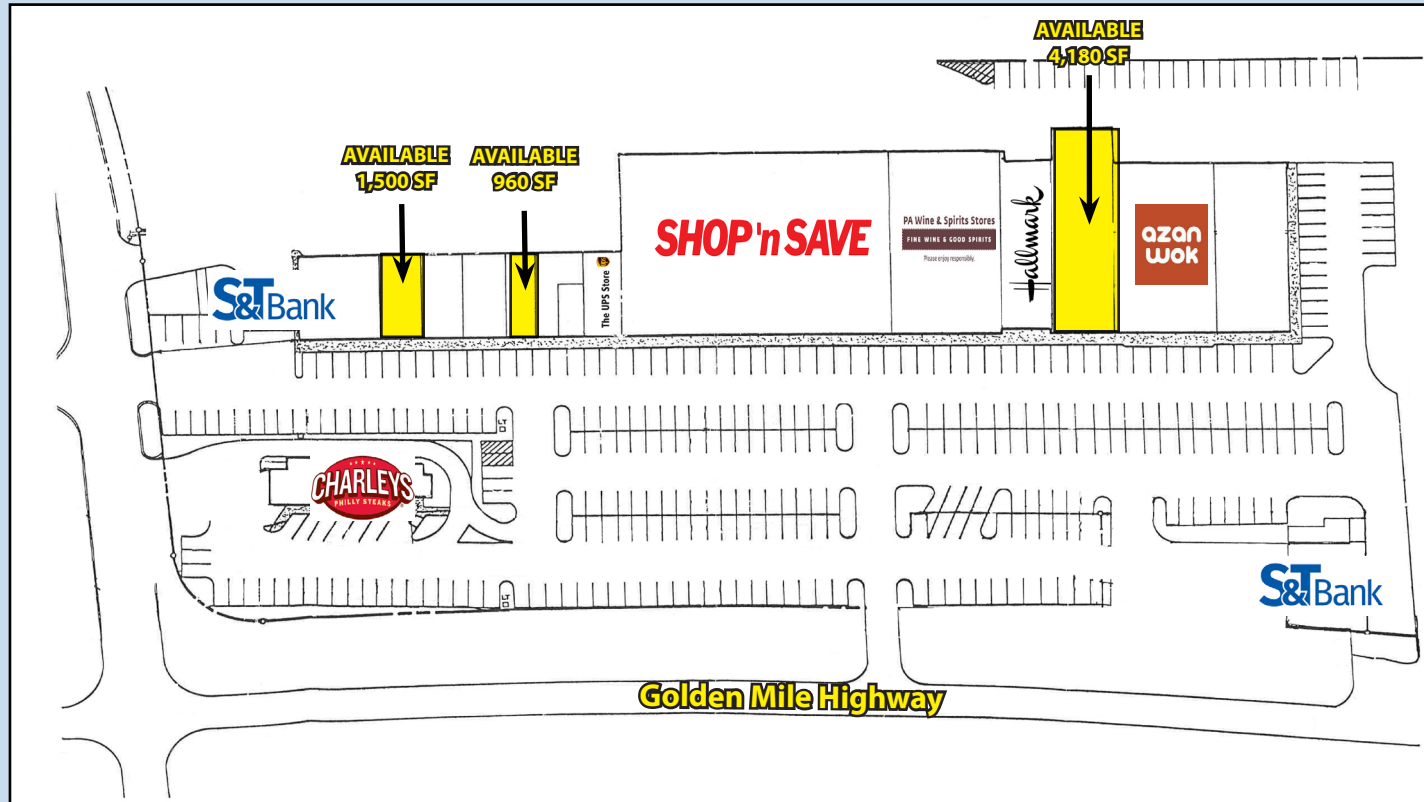 AVAILABLE
4,180 SF
AVAILABLE
1,500 SF
AVAILABLE
960 SF
SHOP 'n SAVE
PA Wine & Spirits Stores
FINE WINE & GOOD SPIRITS
Please enjoy responsibly.
Hallmark
azan
wok
The UPS Store
S&T Bank
CHARLEYS
PHILLY STEAKS
S&T Bank
Golden Mile Highway